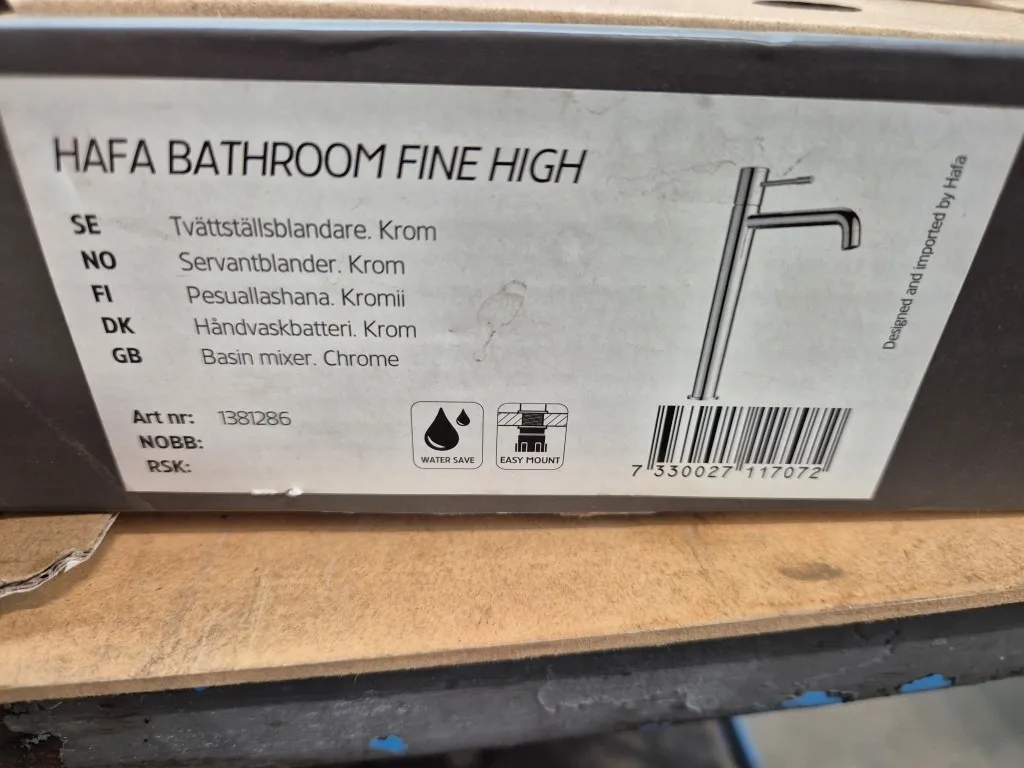 HAFA BATHROOM FINE HIGH
SE Tvättställsblandare. Krom
NO Servantblander. Krom
FI Pesuallashana. Kromii
DK Håndvaskbatteri. Krom
GB Basin mixer. Chrome
Art nr: 1381286
NOBB:
RSK:
WATER SAVE
EASY MOUNT
7 330027 117072
Designed and imported by Hafa